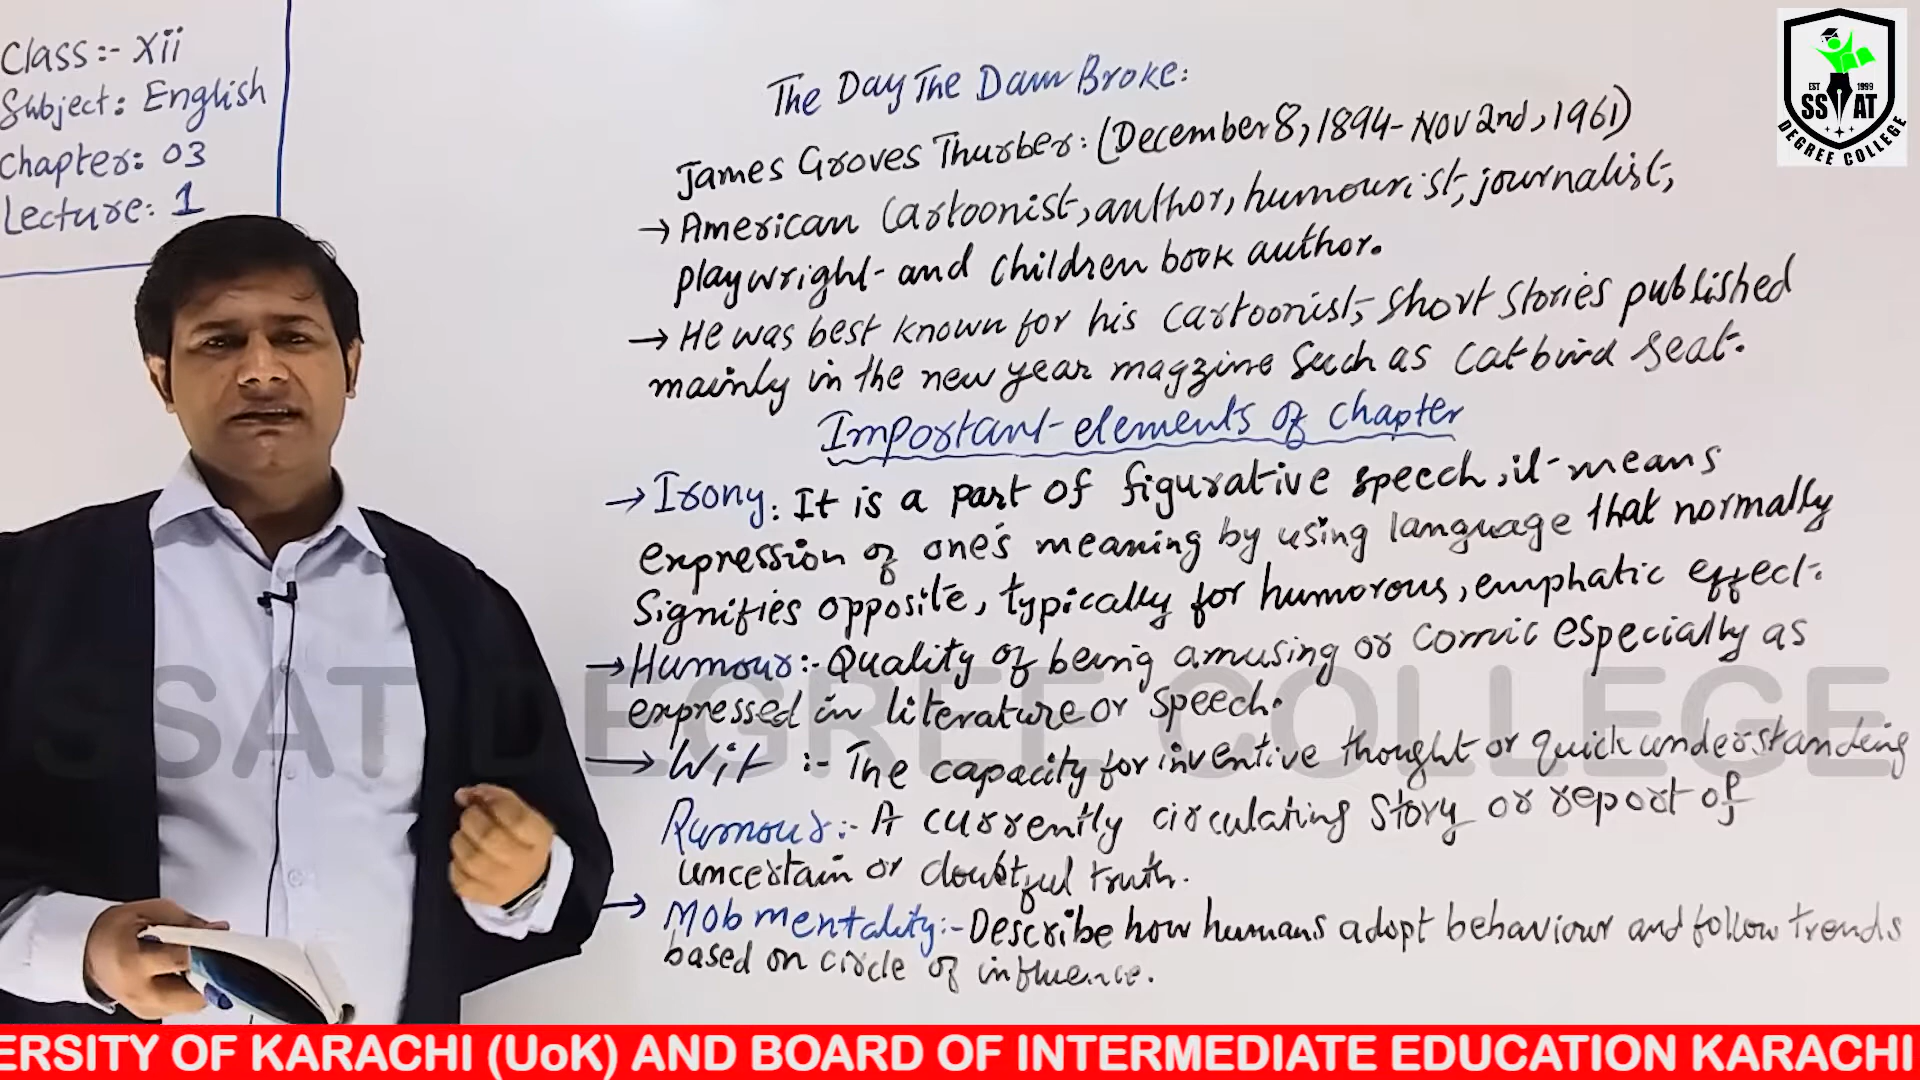 Class :- Xii
Subject: English
Chapter: 03
Lecture: 1
The Day The Dam Broke:
James Groves Thurber: (December 8, 1894- Nov 2nd, 1961)
→ American Cartoonist, author, humourist, journalist,
playwright- and children book author.
→ He was best known for his cartoonist, short stories published
mainly in the new year magzine such as Catbird seat.
Important elements of chapter
→ Irony: It is a part of figurative speech, it means
expression of one's meaning by using language that normally
signifies opposite, typically for humorous, emphatic effect.
→ Humour:- Quality of being amusing or comic especially as
expressed in literature or speech.
→ Wit :- The capacity for inventive thought or quick understanding
Rumour:- A currently circulating story or report of
uncertain or doubtful truth.
→ Mob mentality:- Describe how humans adopt behaviour and follow trends
based on circle of influence.
EST 1999
SSAT
DEGREE COLLEGE
SSAT DEGREE COLLEGE
ERSITY OF KARACHI (UoK) AND BOARD OF INTERMEDIATE EDUCATION KARACHI